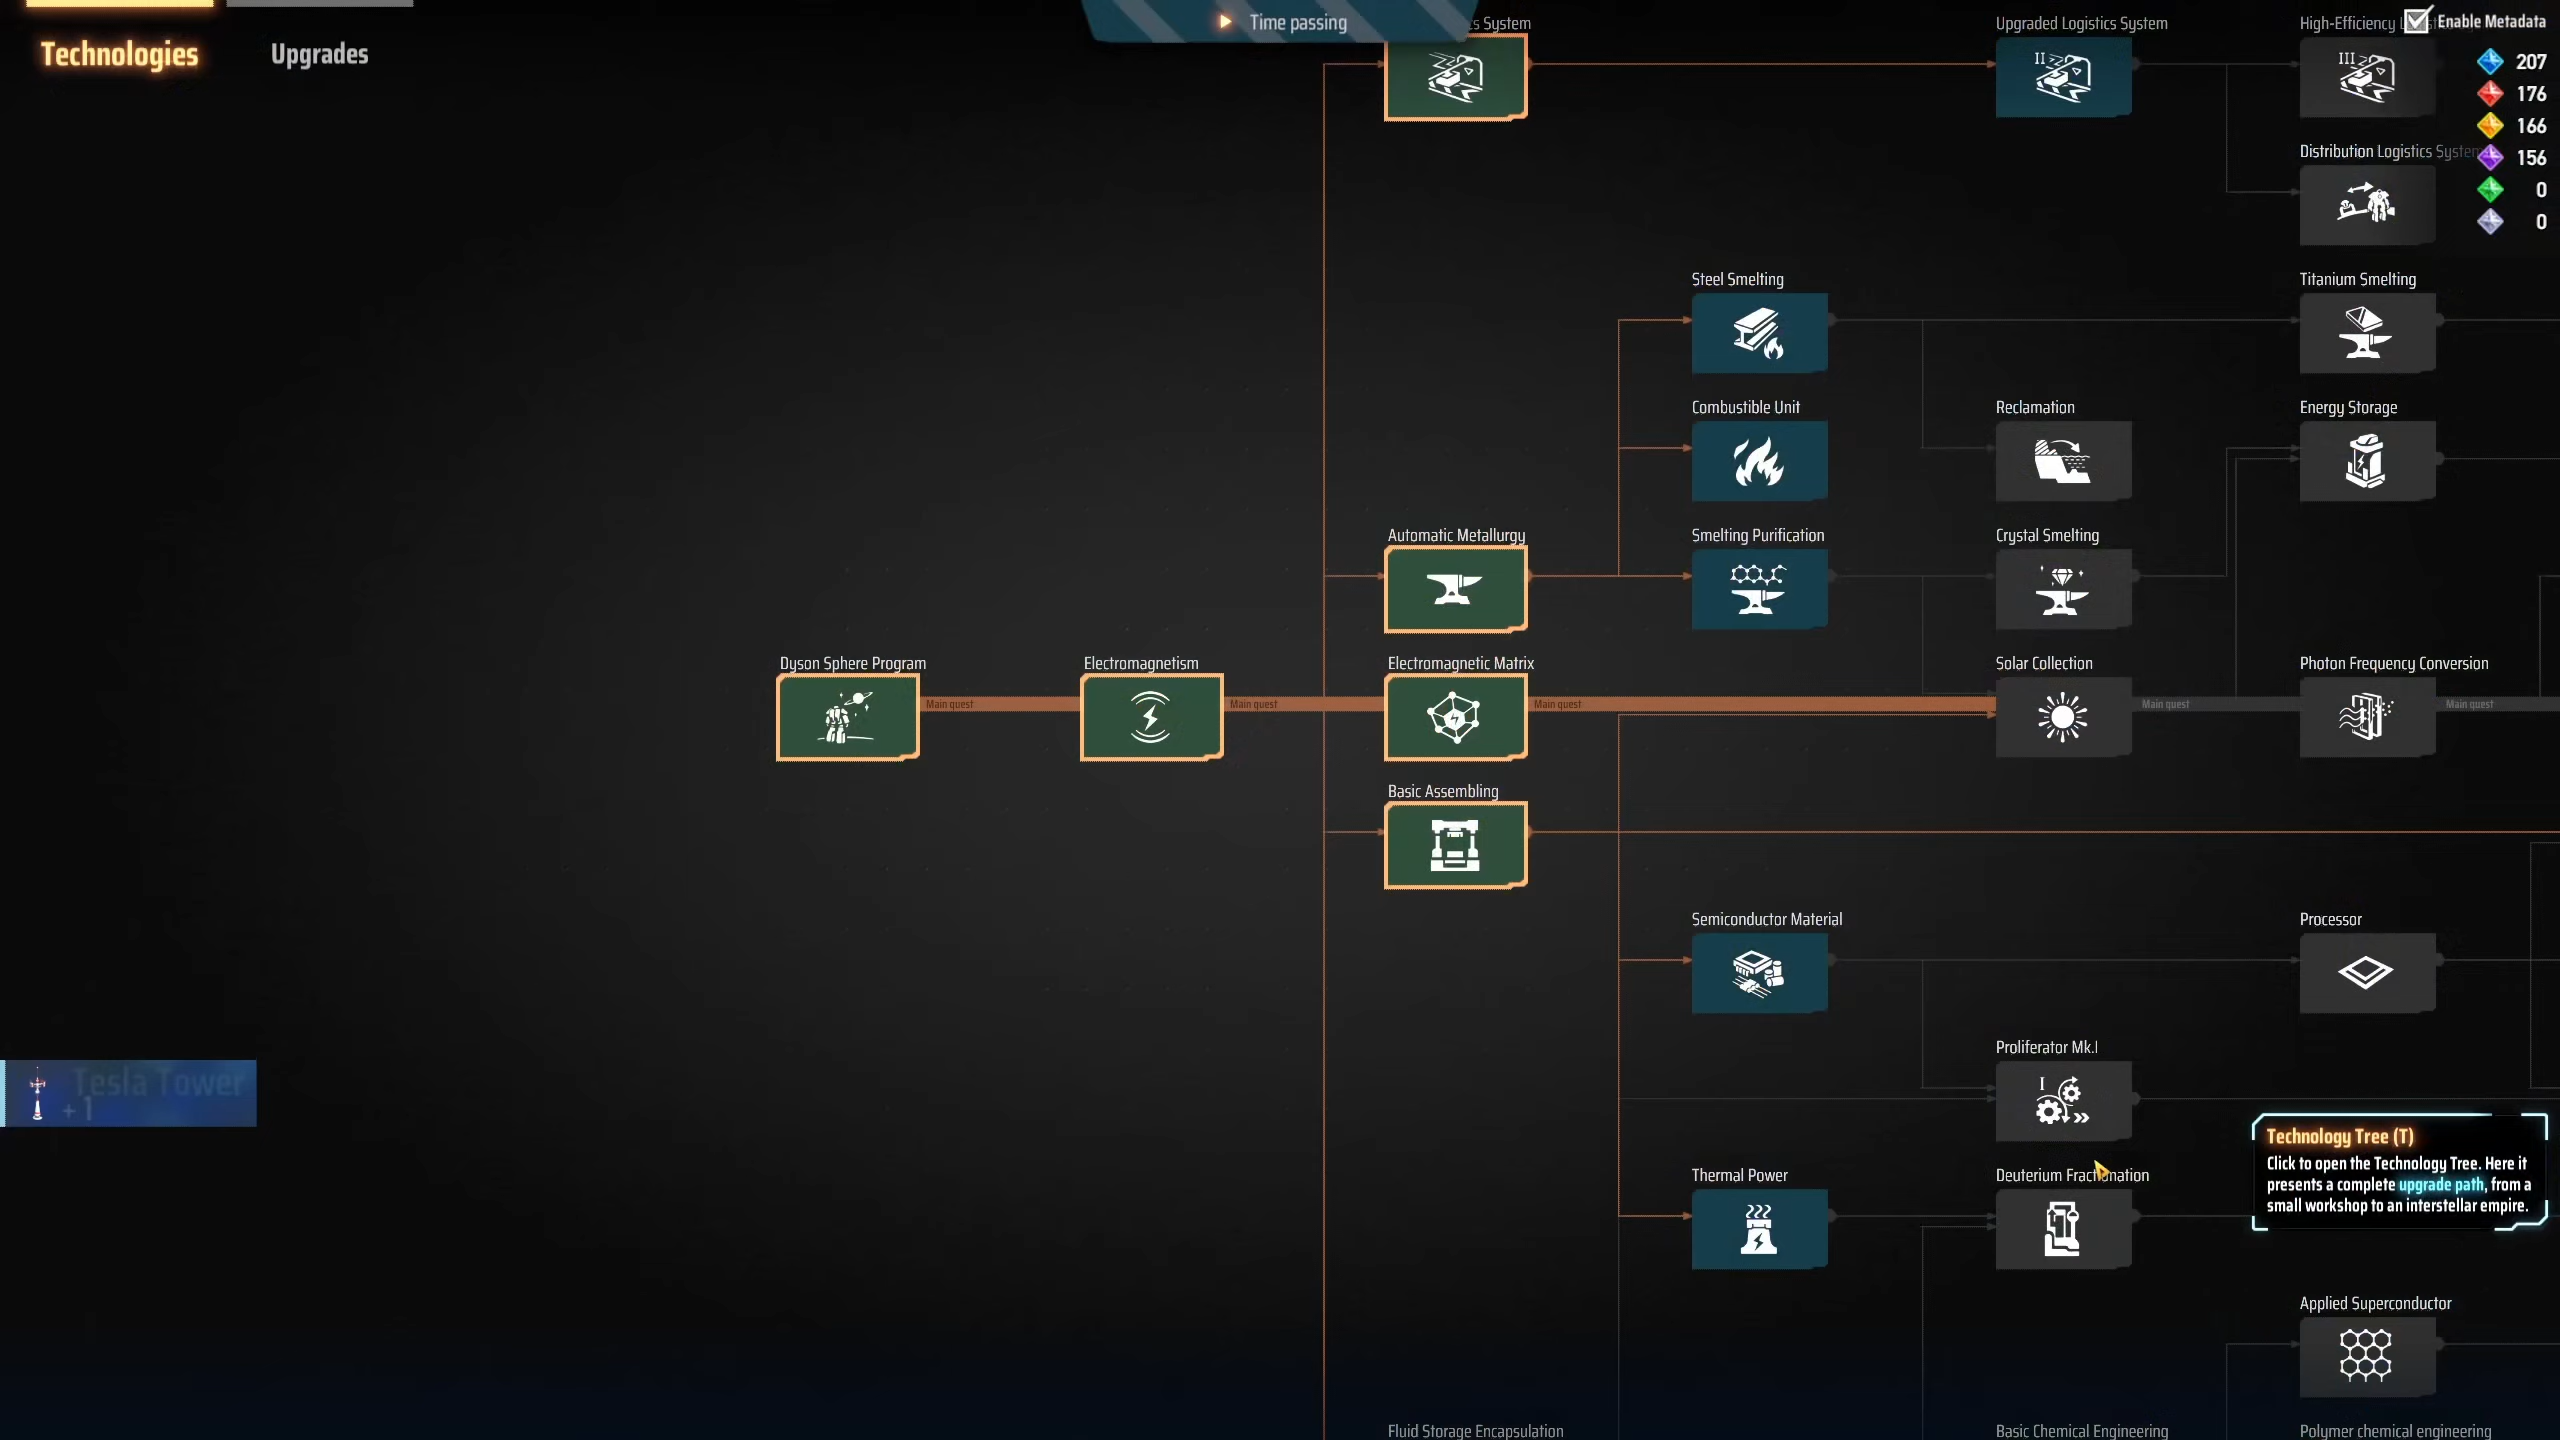 Technologies
Upgrades
Time passing
s System
Upgraded Logistics System
High-Efficiency
Enable Metadata
II
III
207
176
166
156
0
0
Distribution Logistics System
Steel Smelting
Titanium Smelting
Combustible Unit
Reclamation
Energy Storage
Automatic Metallurgy
Smelting Purification
Crystal Smelting
Dyson Sphere Program
Electromagnetism
Electromagnetic Matrix
Solar Collection
Photon Frequency Conversion
Main quest
Main quest
Main quest
Main quest
Main quest
Basic Assembling
Semiconductor Material
Processor
Proliferator Mk.I
I
Tesla Tower
+ 1
Thermal Power
Deuterium Fractionation
Technology Tree (T)
Click to open the Technology Tree. Here it
presents a complete upgrade path, from a
small workshop to an interstellar empire.
Applied Superconductor
Fluid Storage Encapsulation
Basic Chemical Engineering
Polymer chemical engineering